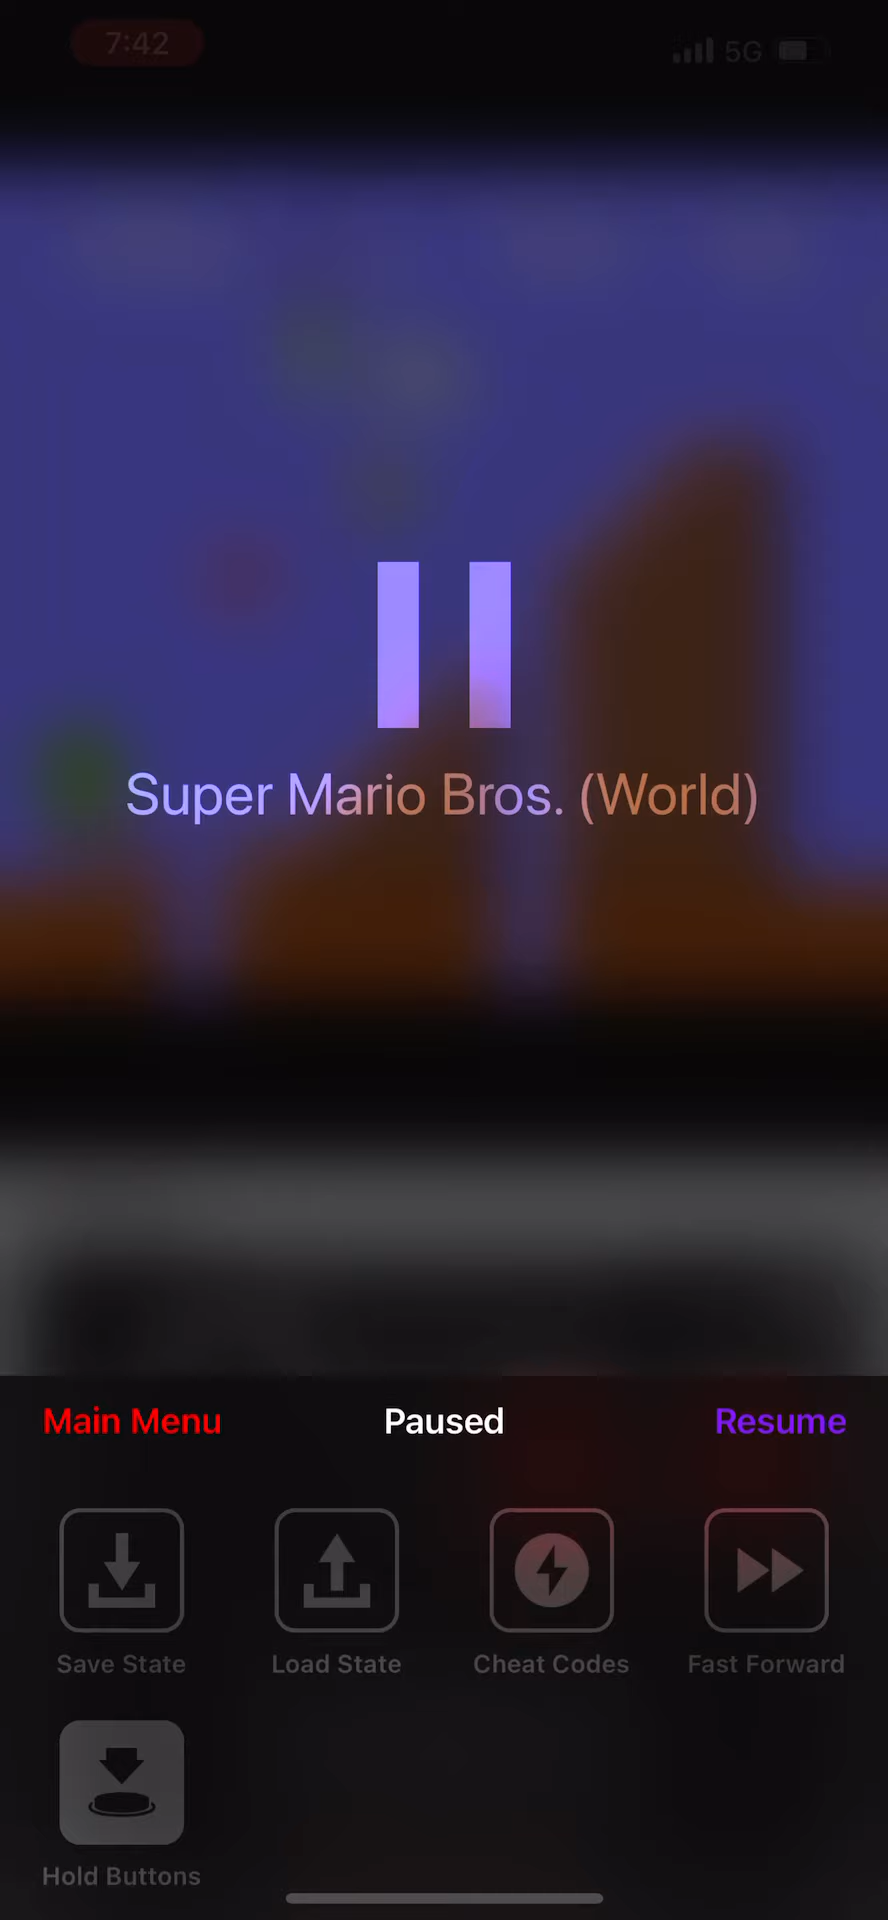 7:42
5G
Super Mario Bros. (World)
Main Menu
Paused
Resume
Save State
Load State
Cheat Codes
Fast Forward
Hold Buttons